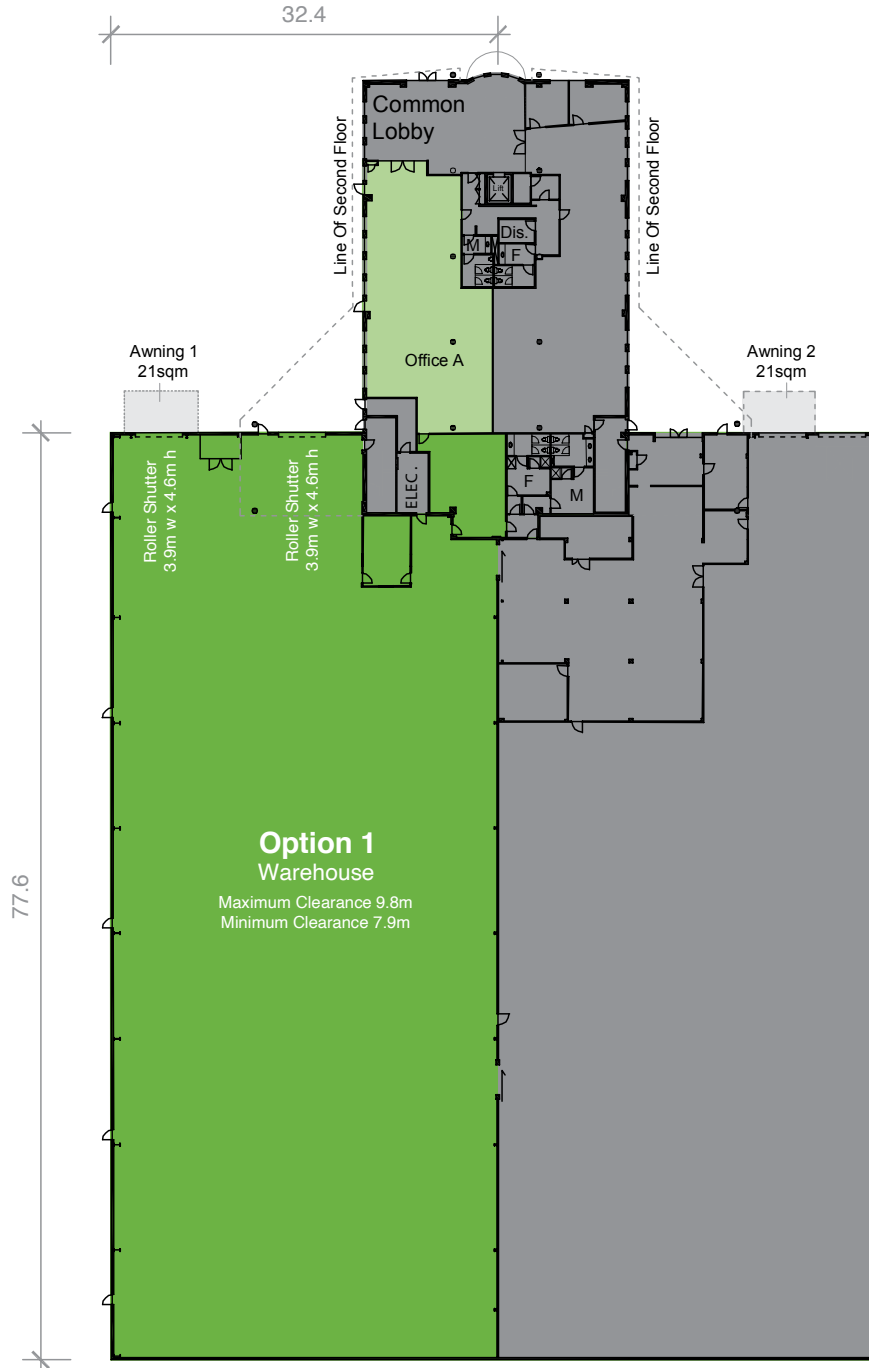 32.4
Common
Lobby
Line Of Second Floor
Line Of Second Floor
Lift
Dis.
M
F
Office A
Awning 1
21sqm
Awning 2
21sqm
Roller Shutter
3.9m w x 4.6m h
Roller Shutter
3.9m w x 4.6m h
ELEC.
F
M
77.6
Option 1
Warehouse
Maximum Clearance 9.8m
Minimum Clearance 7.9m